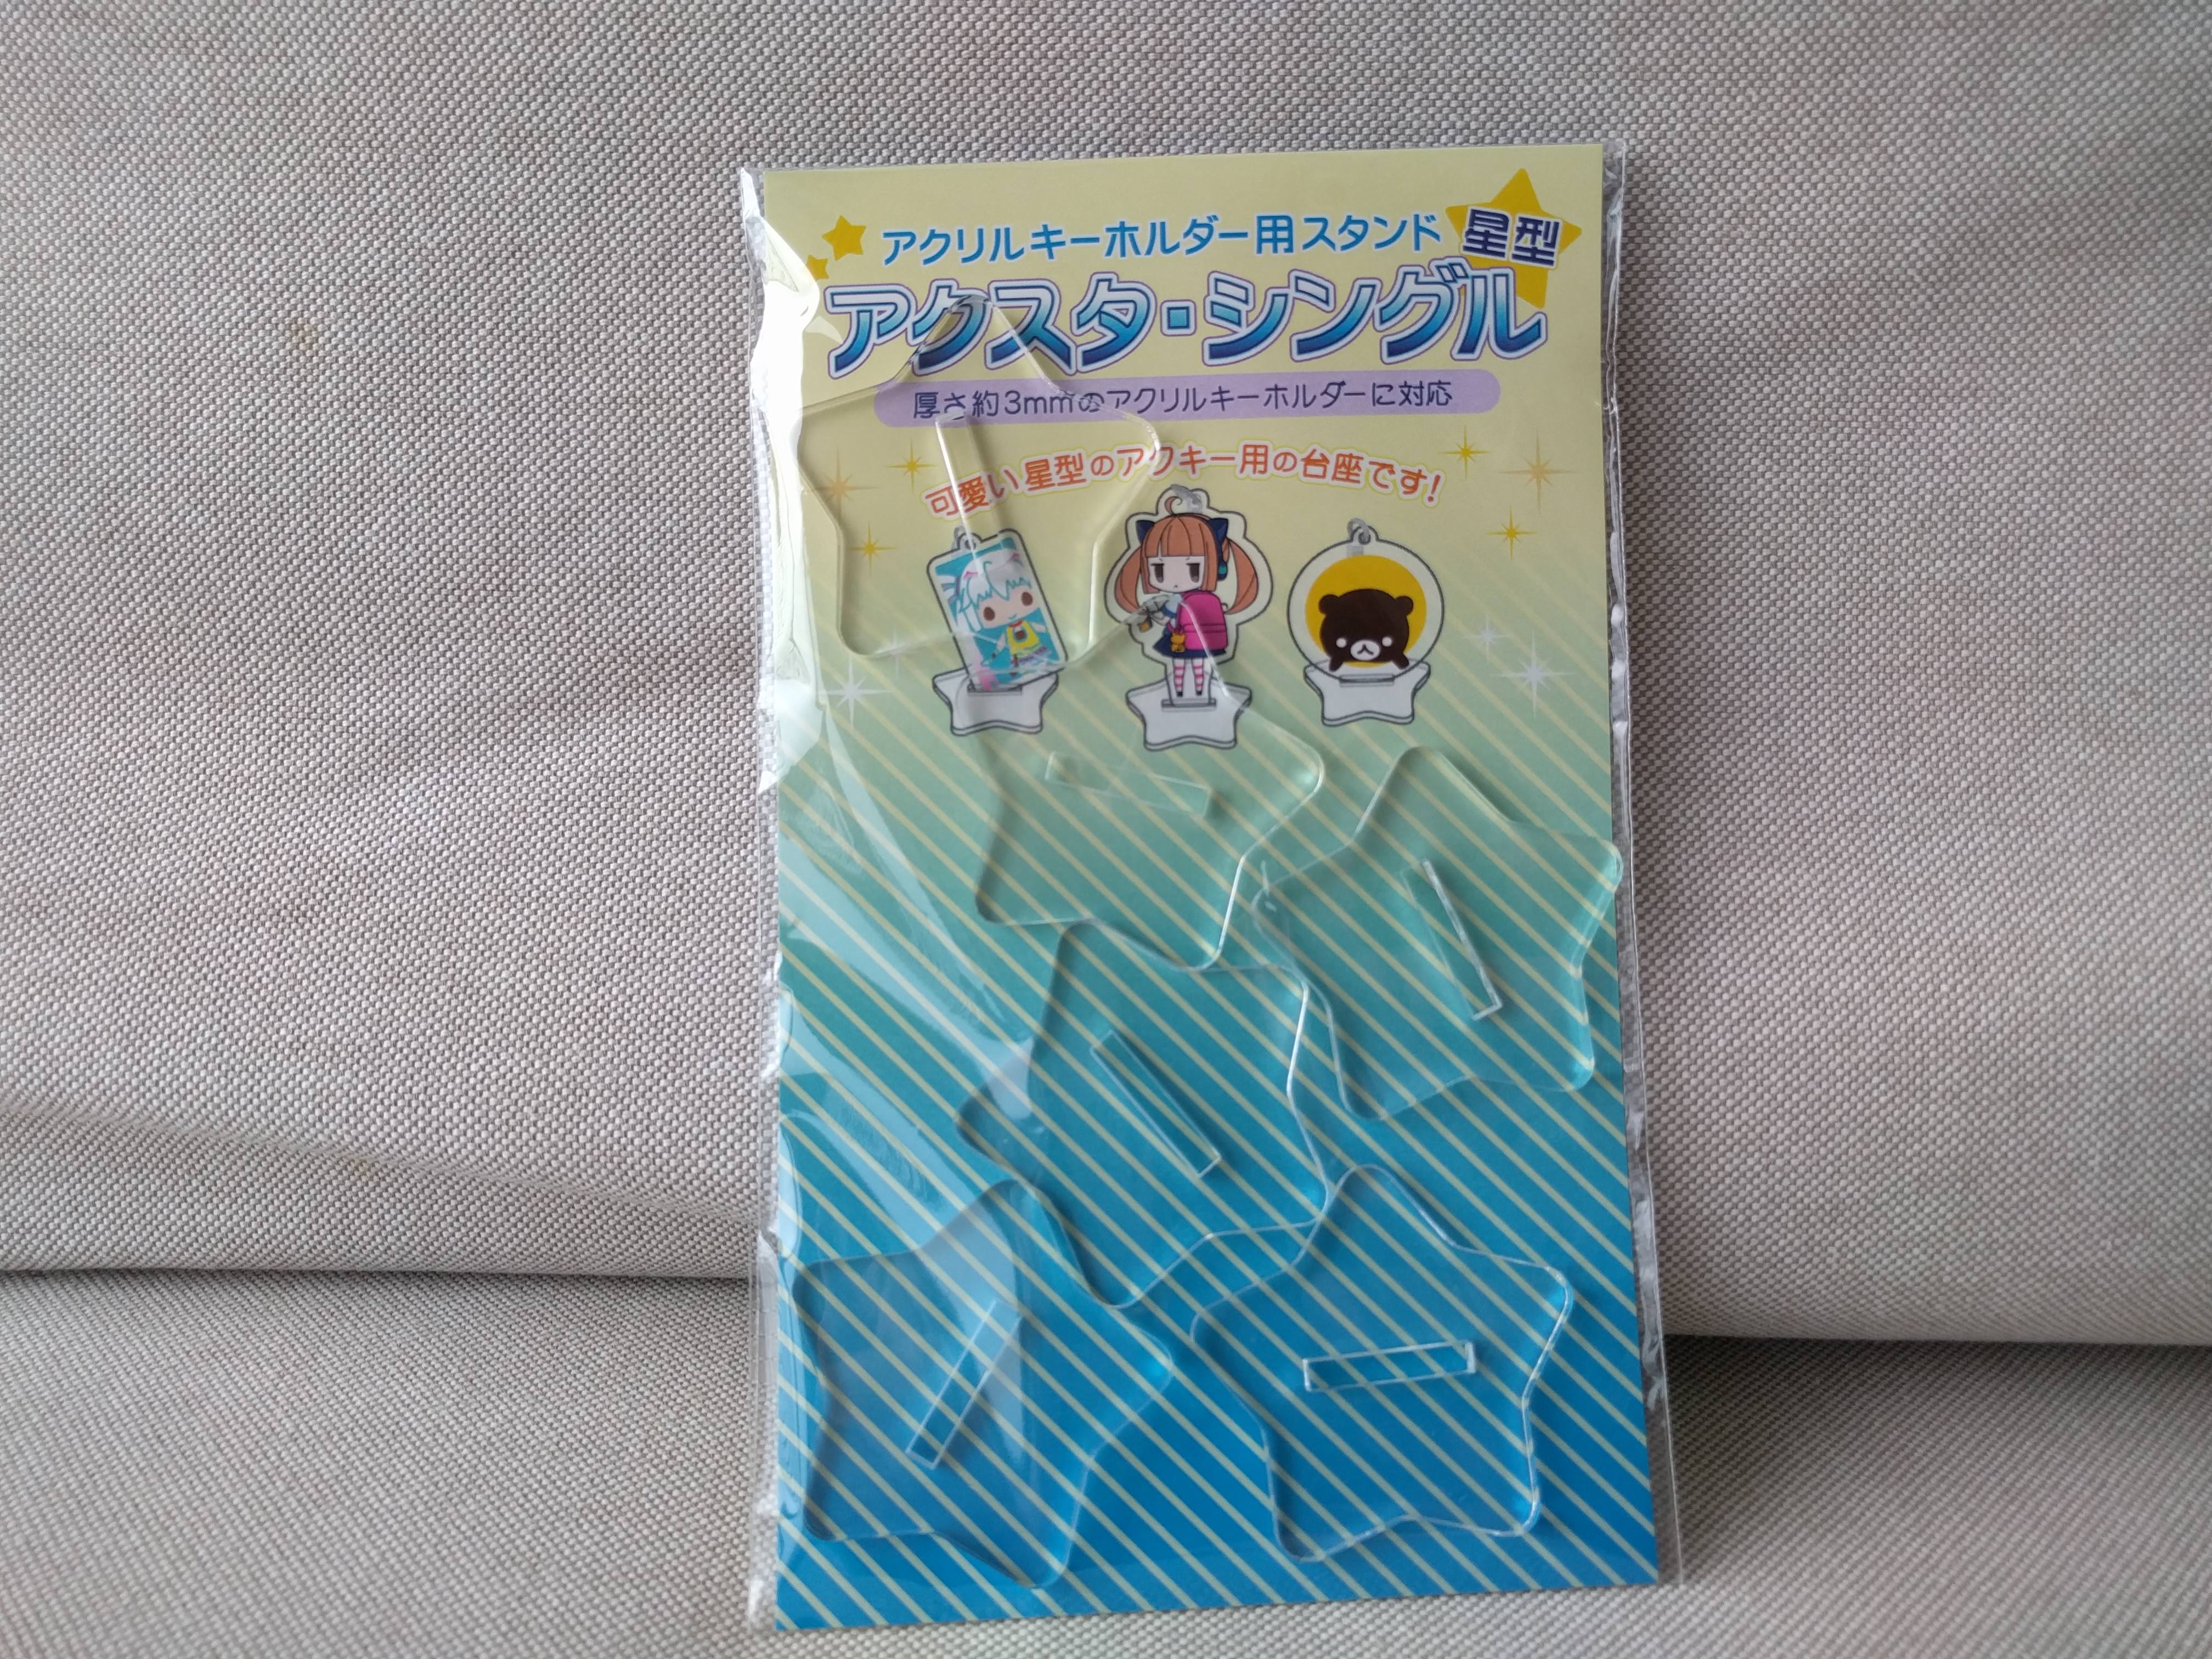 アクリルキーホルダー用スタンド 星型
アクスタ・シングル
厚さ約3mmのアクリルキーホルダーに対応
可愛い星型のアクキー用の台座です!